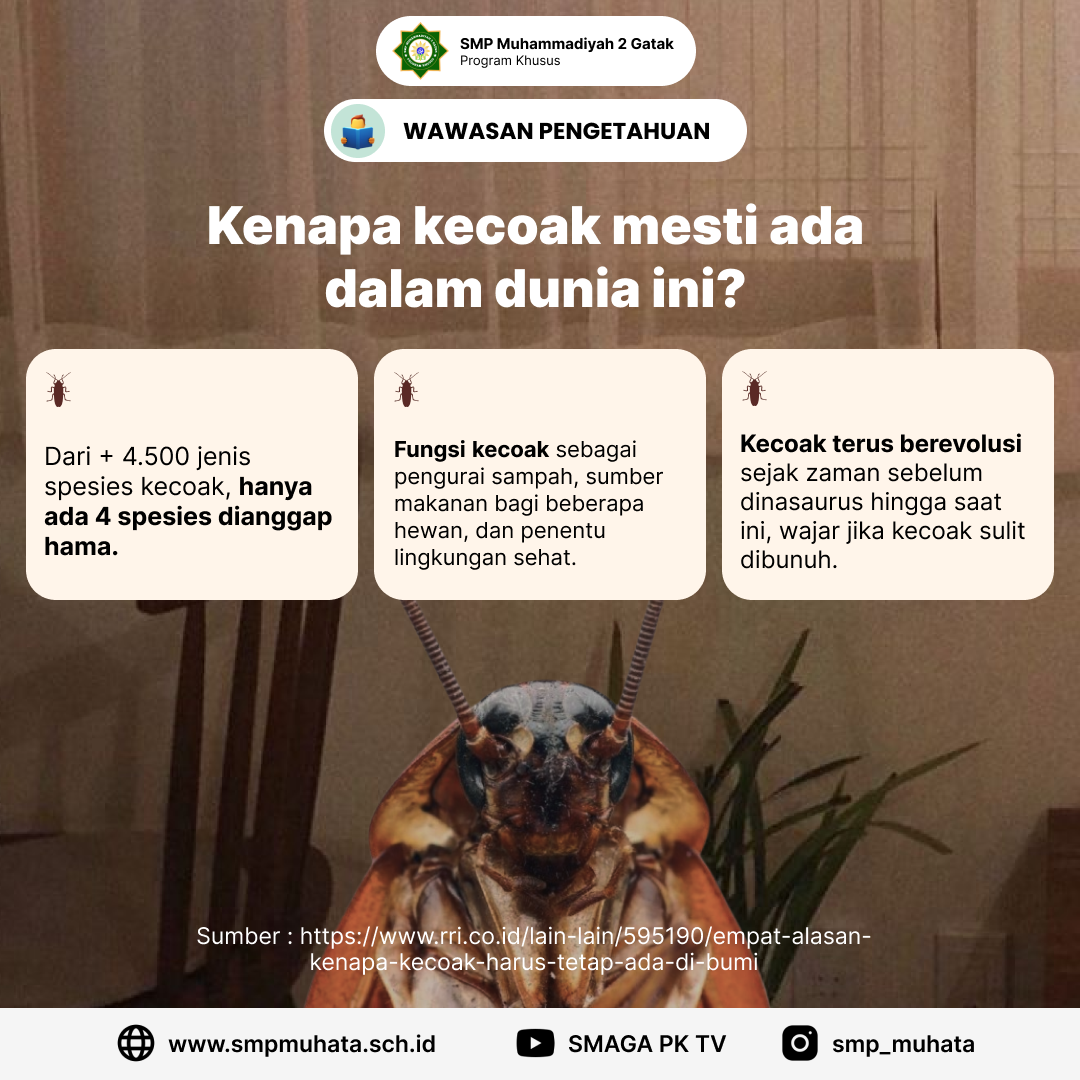 SMP Muhammadiyah 2 Gatak
Program Khusus
WAWASAN PENGETAHUAN
Kenapa kecoak mesti ada
dalam dunia ini?
Dari + 4.500 jenis
spesies kecoak, hanya
ada 4 spesies dianggap
hama.
Fungsi kecoak sebagai
pengurai sampah, sumber
makanan bagi beberapa
hewan, dan penentu
lingkungan sehat.
Kecoak terus berevolusi
sejak zaman sebelum
dinasaurus hingga saat
ini, wajar jika kecoak sulit
dibunuh.
Sumber : https://www.rri.co.id/lain-lain/595190/empat-alasan-
kenapa-kecoak-harus-tetap-ada-di-bumi
www.smpmuhata.sch.id
SMAGA PK TV
smp_muhata